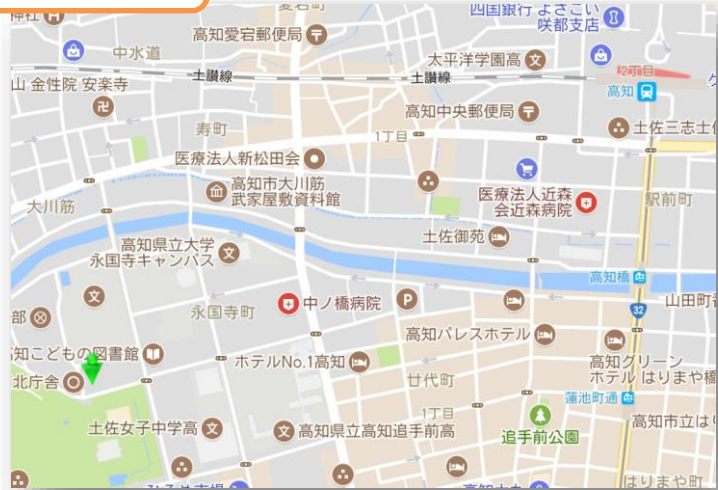 愛宕町
四国銀行 よさこい
咲都支店
神社
高知愛宕郵便局
中水道
太平洋学園高
土讃線
土讃線
2丁目
山 金性院 安楽寺
高知
高知中央郵便局
土佐三志士
寿町
1丁目
医療法人新松田会
高知市大川筋
武家屋敷資料館
医療法人近森
会近森病院
大川筋
駅前町
高知県立大学
永国寺キャンパス
土佐御苑
高知橋
部
永国寺町
中ノ橋病院
P
山田町
32
知こどもの図書館
高知パレスホテル
北庁舎
ホテルNo.1高知
廿代町
高知グリーン
ホテル はりまや橋
蓮池町通
1丁目
土佐女子中学高
高知県立高知追手前高
追手前公園
高知市立は
はりまや町